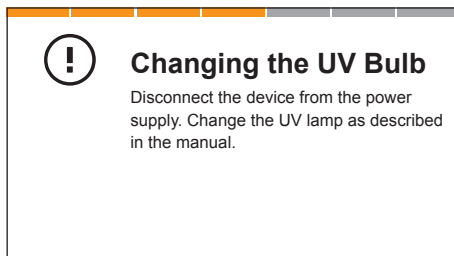 Changing the UV Bulb
Disconnect the device from the power
supply. Change the UV lamp as described
in the manual.